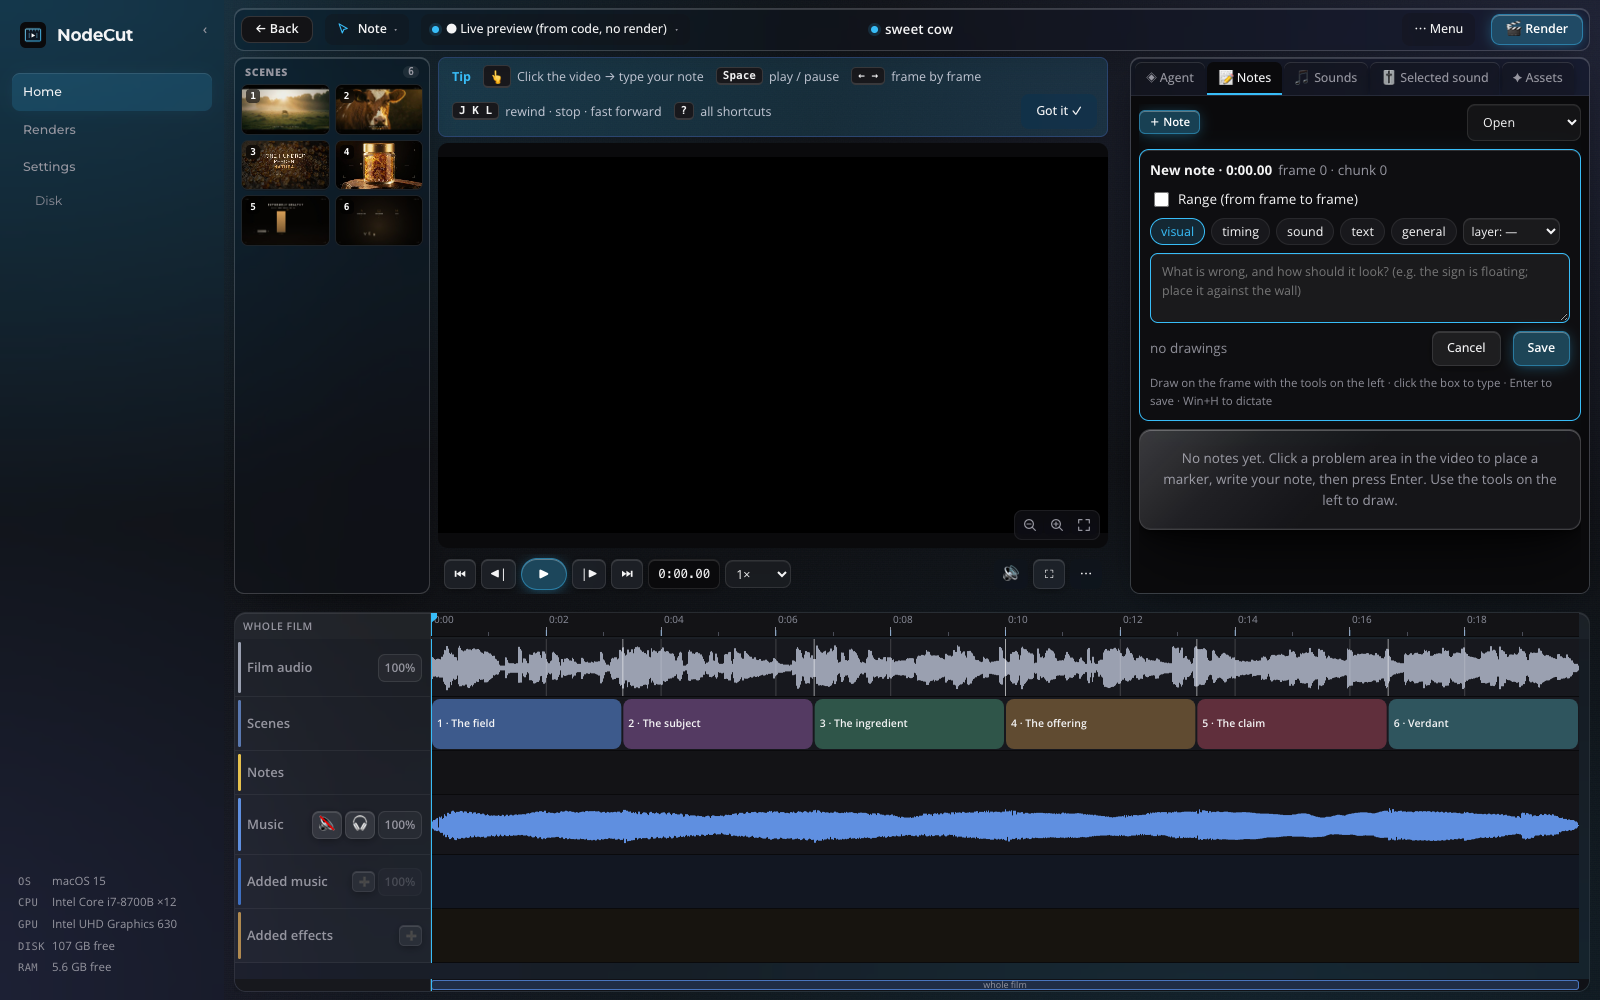 NodeCut
‹
Home
Renders
Settings
Disk
OS macOS 15
CPU Intel Core i7-8700B ×12
GPU Intel UHD Graphics 630
DISK 107 GB free
RAM 5.6 GB free
← Back
Note ·
Live preview (from code, no render) ·
sweet cow
··· Menu
Render
SCENES 6
1
2
3
4
5
6
Tip Click the video → type your note Space play / pause ← → frame by frame
J K L rewind · stop · fast forward ? all shortcuts
Got it ✓
0:00.00
1×
···
◈ Agent
Notes
Sounds
Selected sound
✦ Assets
+ Note
Open
New note · 0:00.00 frame 0 · chunk 0
Range (from frame to frame)
visual timing sound text general layer: —
What is wrong, and how should it look? (e.g. the sign is floating;
place it against the wall)
no drawings
Cancel
Save
Draw on the frame with the tools on the left · click the box to type · Enter to
save · Win+H to dictate
No notes yet. Click a problem area in the video to place a
marker, write your note, then press Enter. Use the tools on the
left to draw.
WHOLE FILM
0:00 0:02 0:04 0:06 0:08 0:10 0:12 0:14 0:16 0:18
Film audio 100%
Scenes
1 · The field
2 · The subject
3 · The ingredient
4 · The offering
5 · The claim
6 · Verdant
Notes
Music 100%
Added music + 100%
Added effects +
whole film